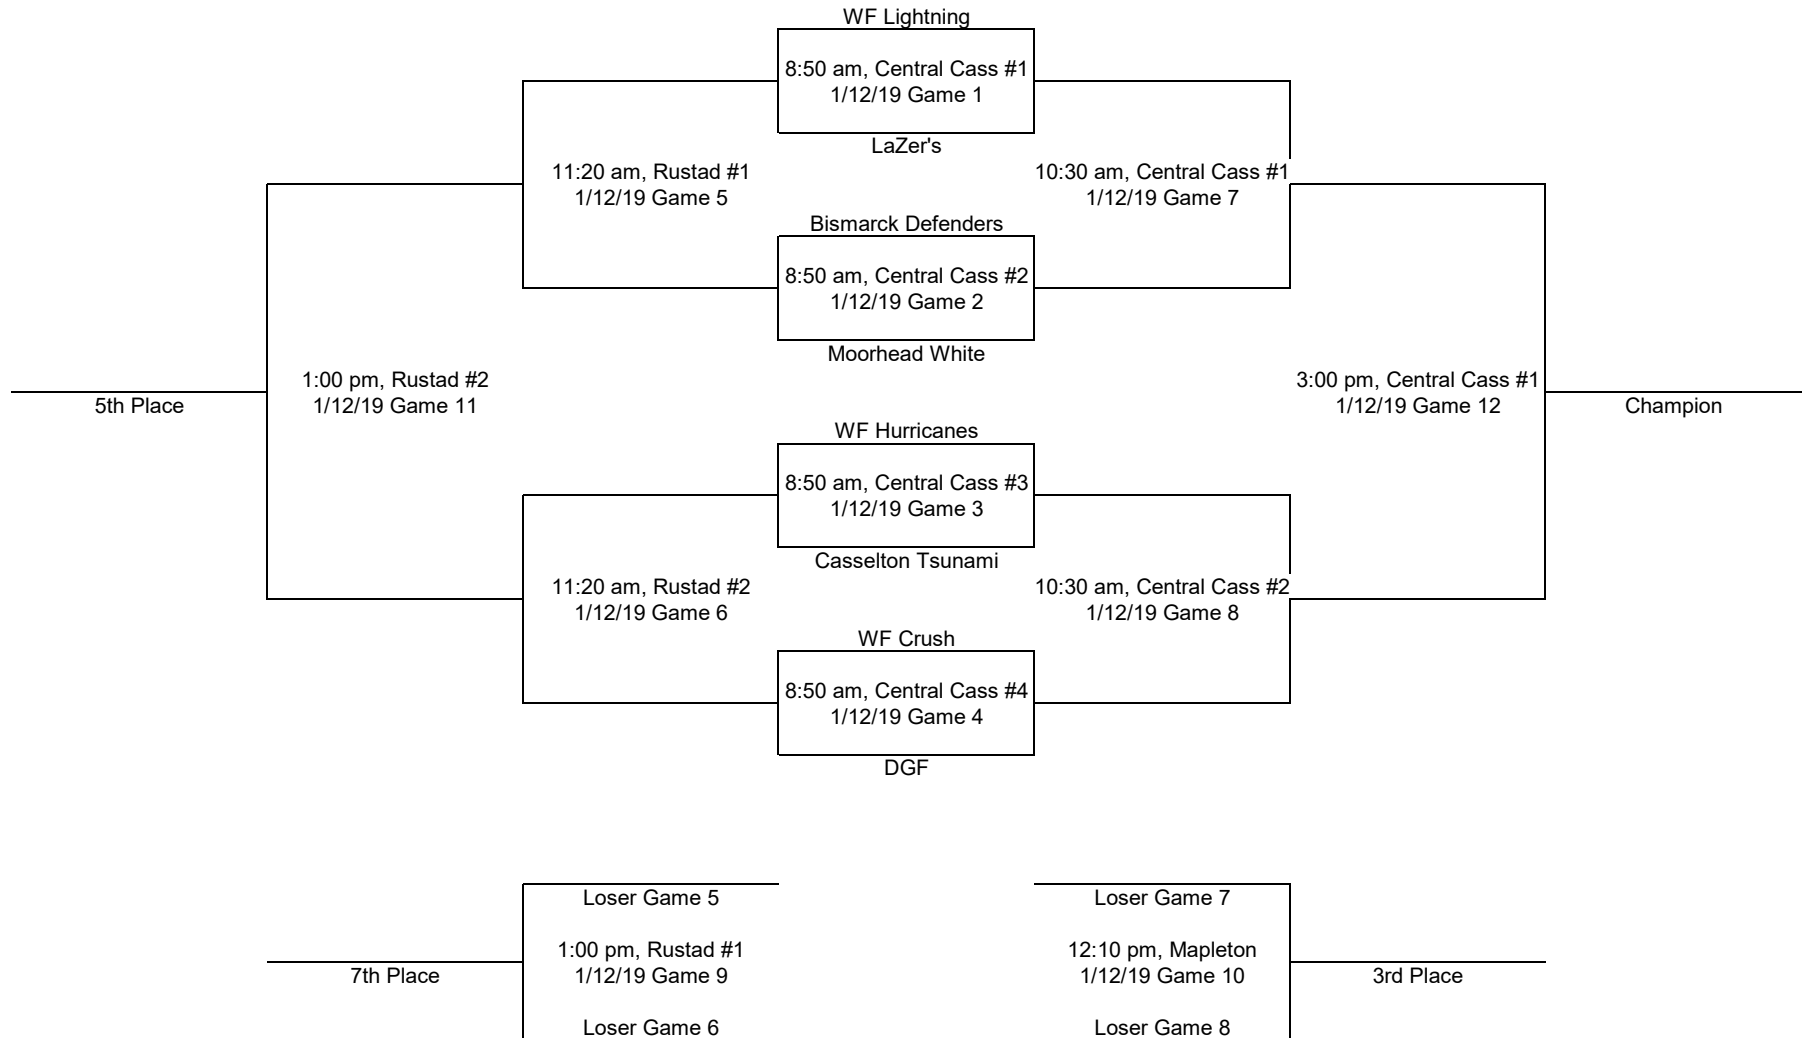 WF Lightning
8:50 am, Central Cass #1
1/12/19 Game 1
LaZer's
11:20 am, Rustad #1
1/12/19 Game 5
10:30 am, Central Cass #1
1/12/19 Game 7
Bismarck Defenders
8:50 am, Central Cass #2
1/12/19 Game 2
Moorhead White
1:00 pm, Rustad #2
1/12/19 Game 11
5th Place
3:00 pm, Central Cass #1
1/12/19 Game 12
Champion
WF Hurricanes
8:50 am, Central Cass #3
1/12/19 Game 3
Casselton Tsunami
11:20 am, Rustad #2
1/12/19 Game 6
10:30 am, Central Cass #2
1/12/19 Game 8
WF Crush
8:50 am, Central Cass #4
1/12/19 Game 4
DGF
Loser Game 5
1:00 pm, Rustad #1
1/12/19 Game 9
7th Place
Loser Game 6
Loser Game 7
12:10 pm, Mapleton
1/12/19 Game 10
3rd Place
Loser Game 8